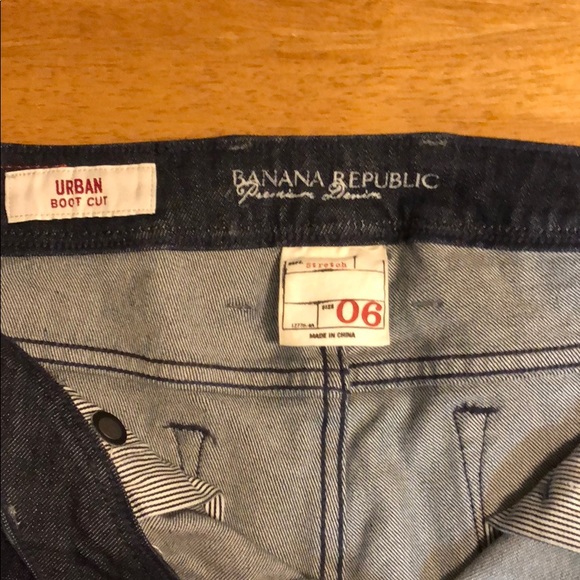 URBAN
BOOT CUT
BANANA REPUBLIC
Premium Denim
Stretch
SIZE 06
MADE IN CHINA